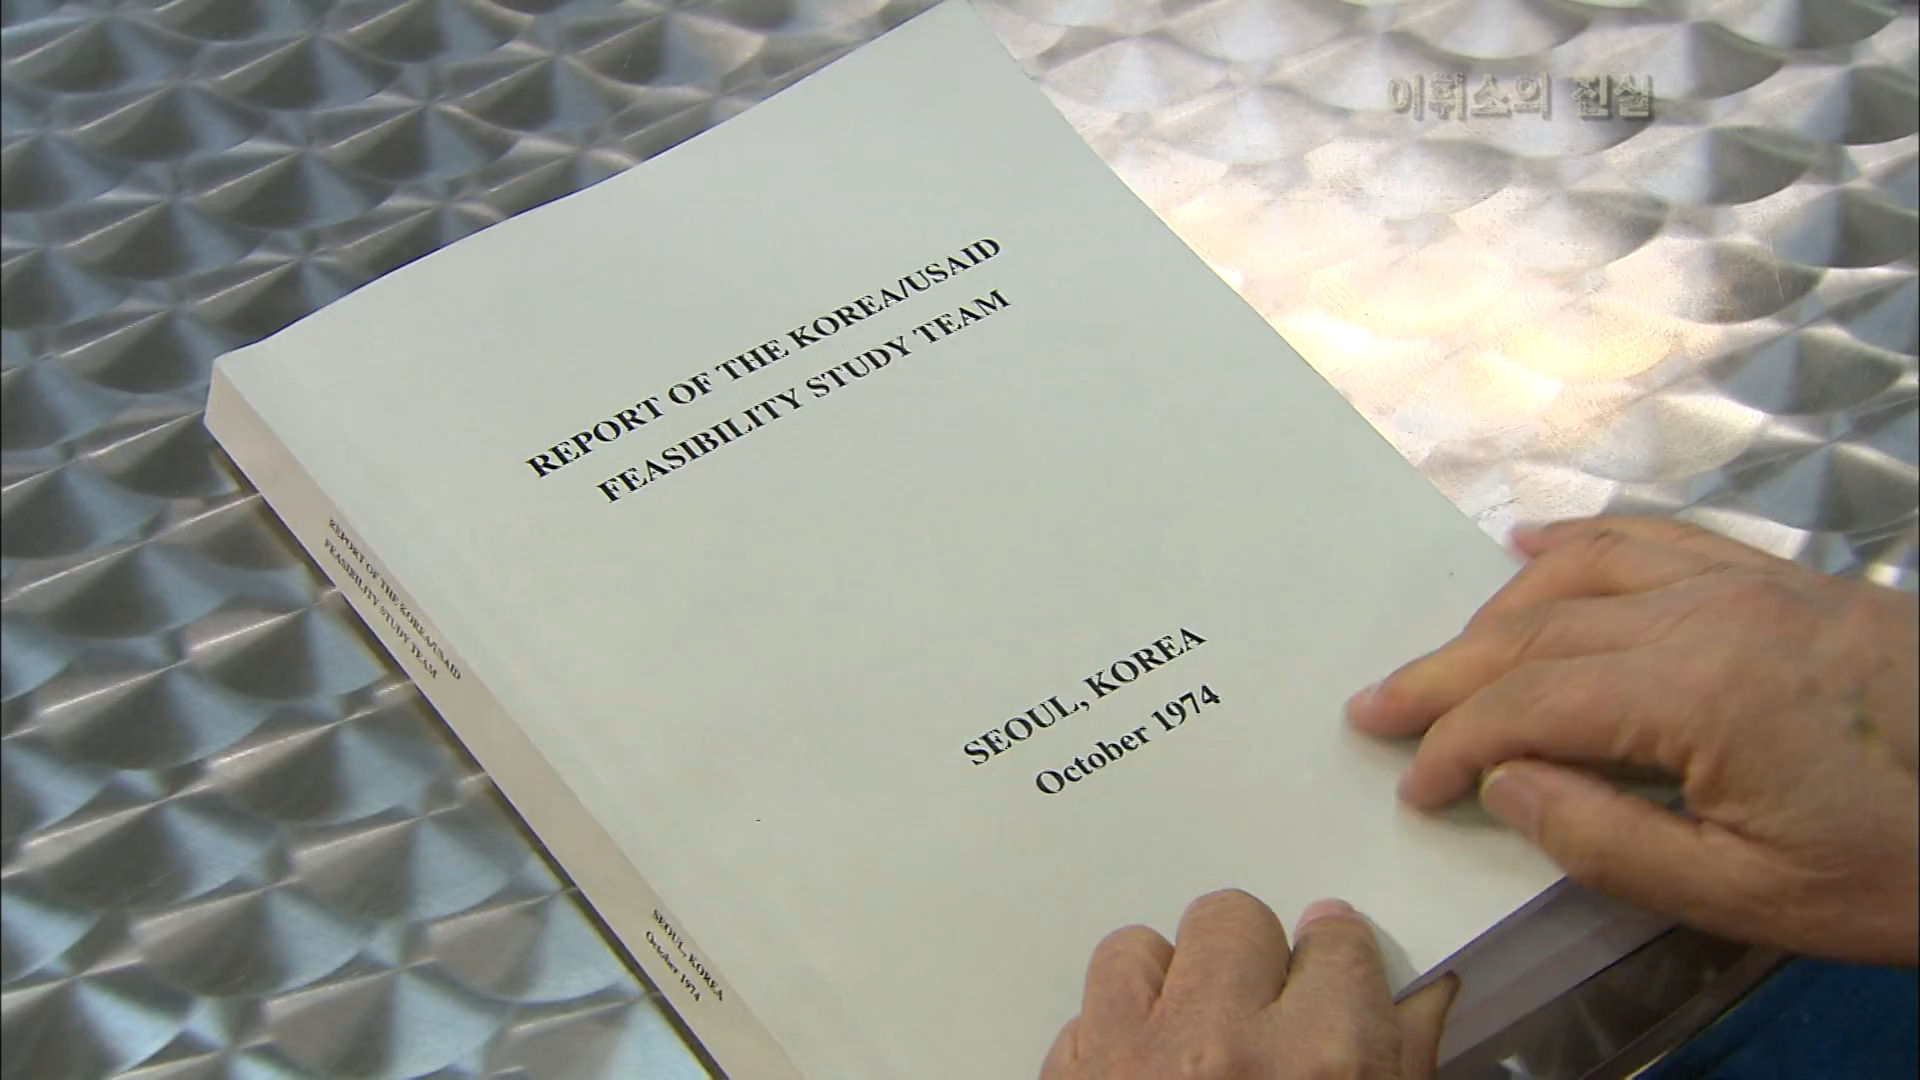 이휘소의 진실
REPORT OF THE KOREA/USAID
FEASIBILITY STUDY TEAM
SEOUL, KOREA
October 1974
REPORT OF THE KOREA/USAID
FEASIBILITY STUDY TEAM
SEOUL, KOREA
October 1974